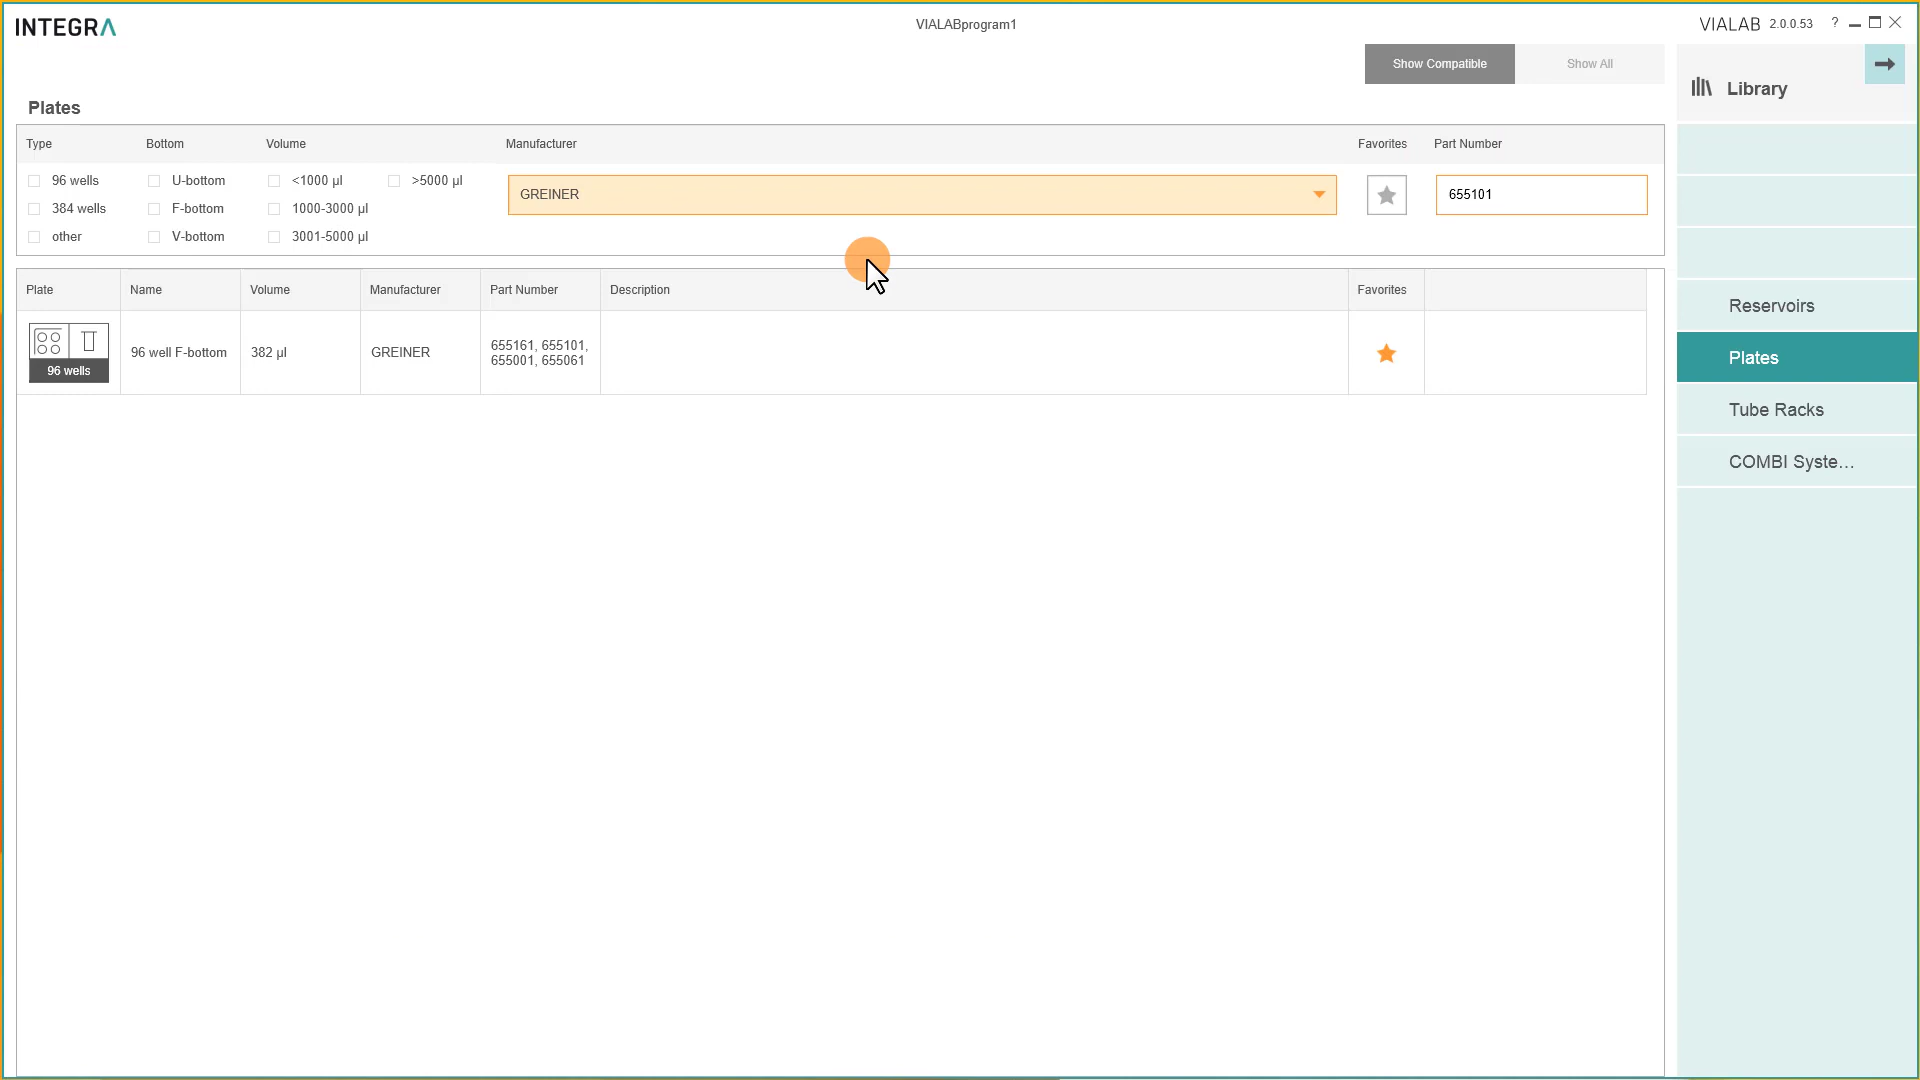 INTEGRA
VIALABprogram1
VIALAB 2.0.0.53 ?
Show Compatible
Show All
Library
Plates
Type
Bottom
Volume
Manufacturer
Favorites
Part Number
96 wells
U-bottom
<1000 µl
>5000 µl
GREINER
655101
384 wells
F-bottom
1000-3000 µl
other
V-bottom
3001-5000 µl
Plate
Name
Volume
Manufacturer
Part Number
Description
Favorites
96 wells
96 well F-bottom
382 µl
GREINER
655161, 655101,
655001, 655061
Reservoirs
Plates
Tube Racks
COMBI Syste...